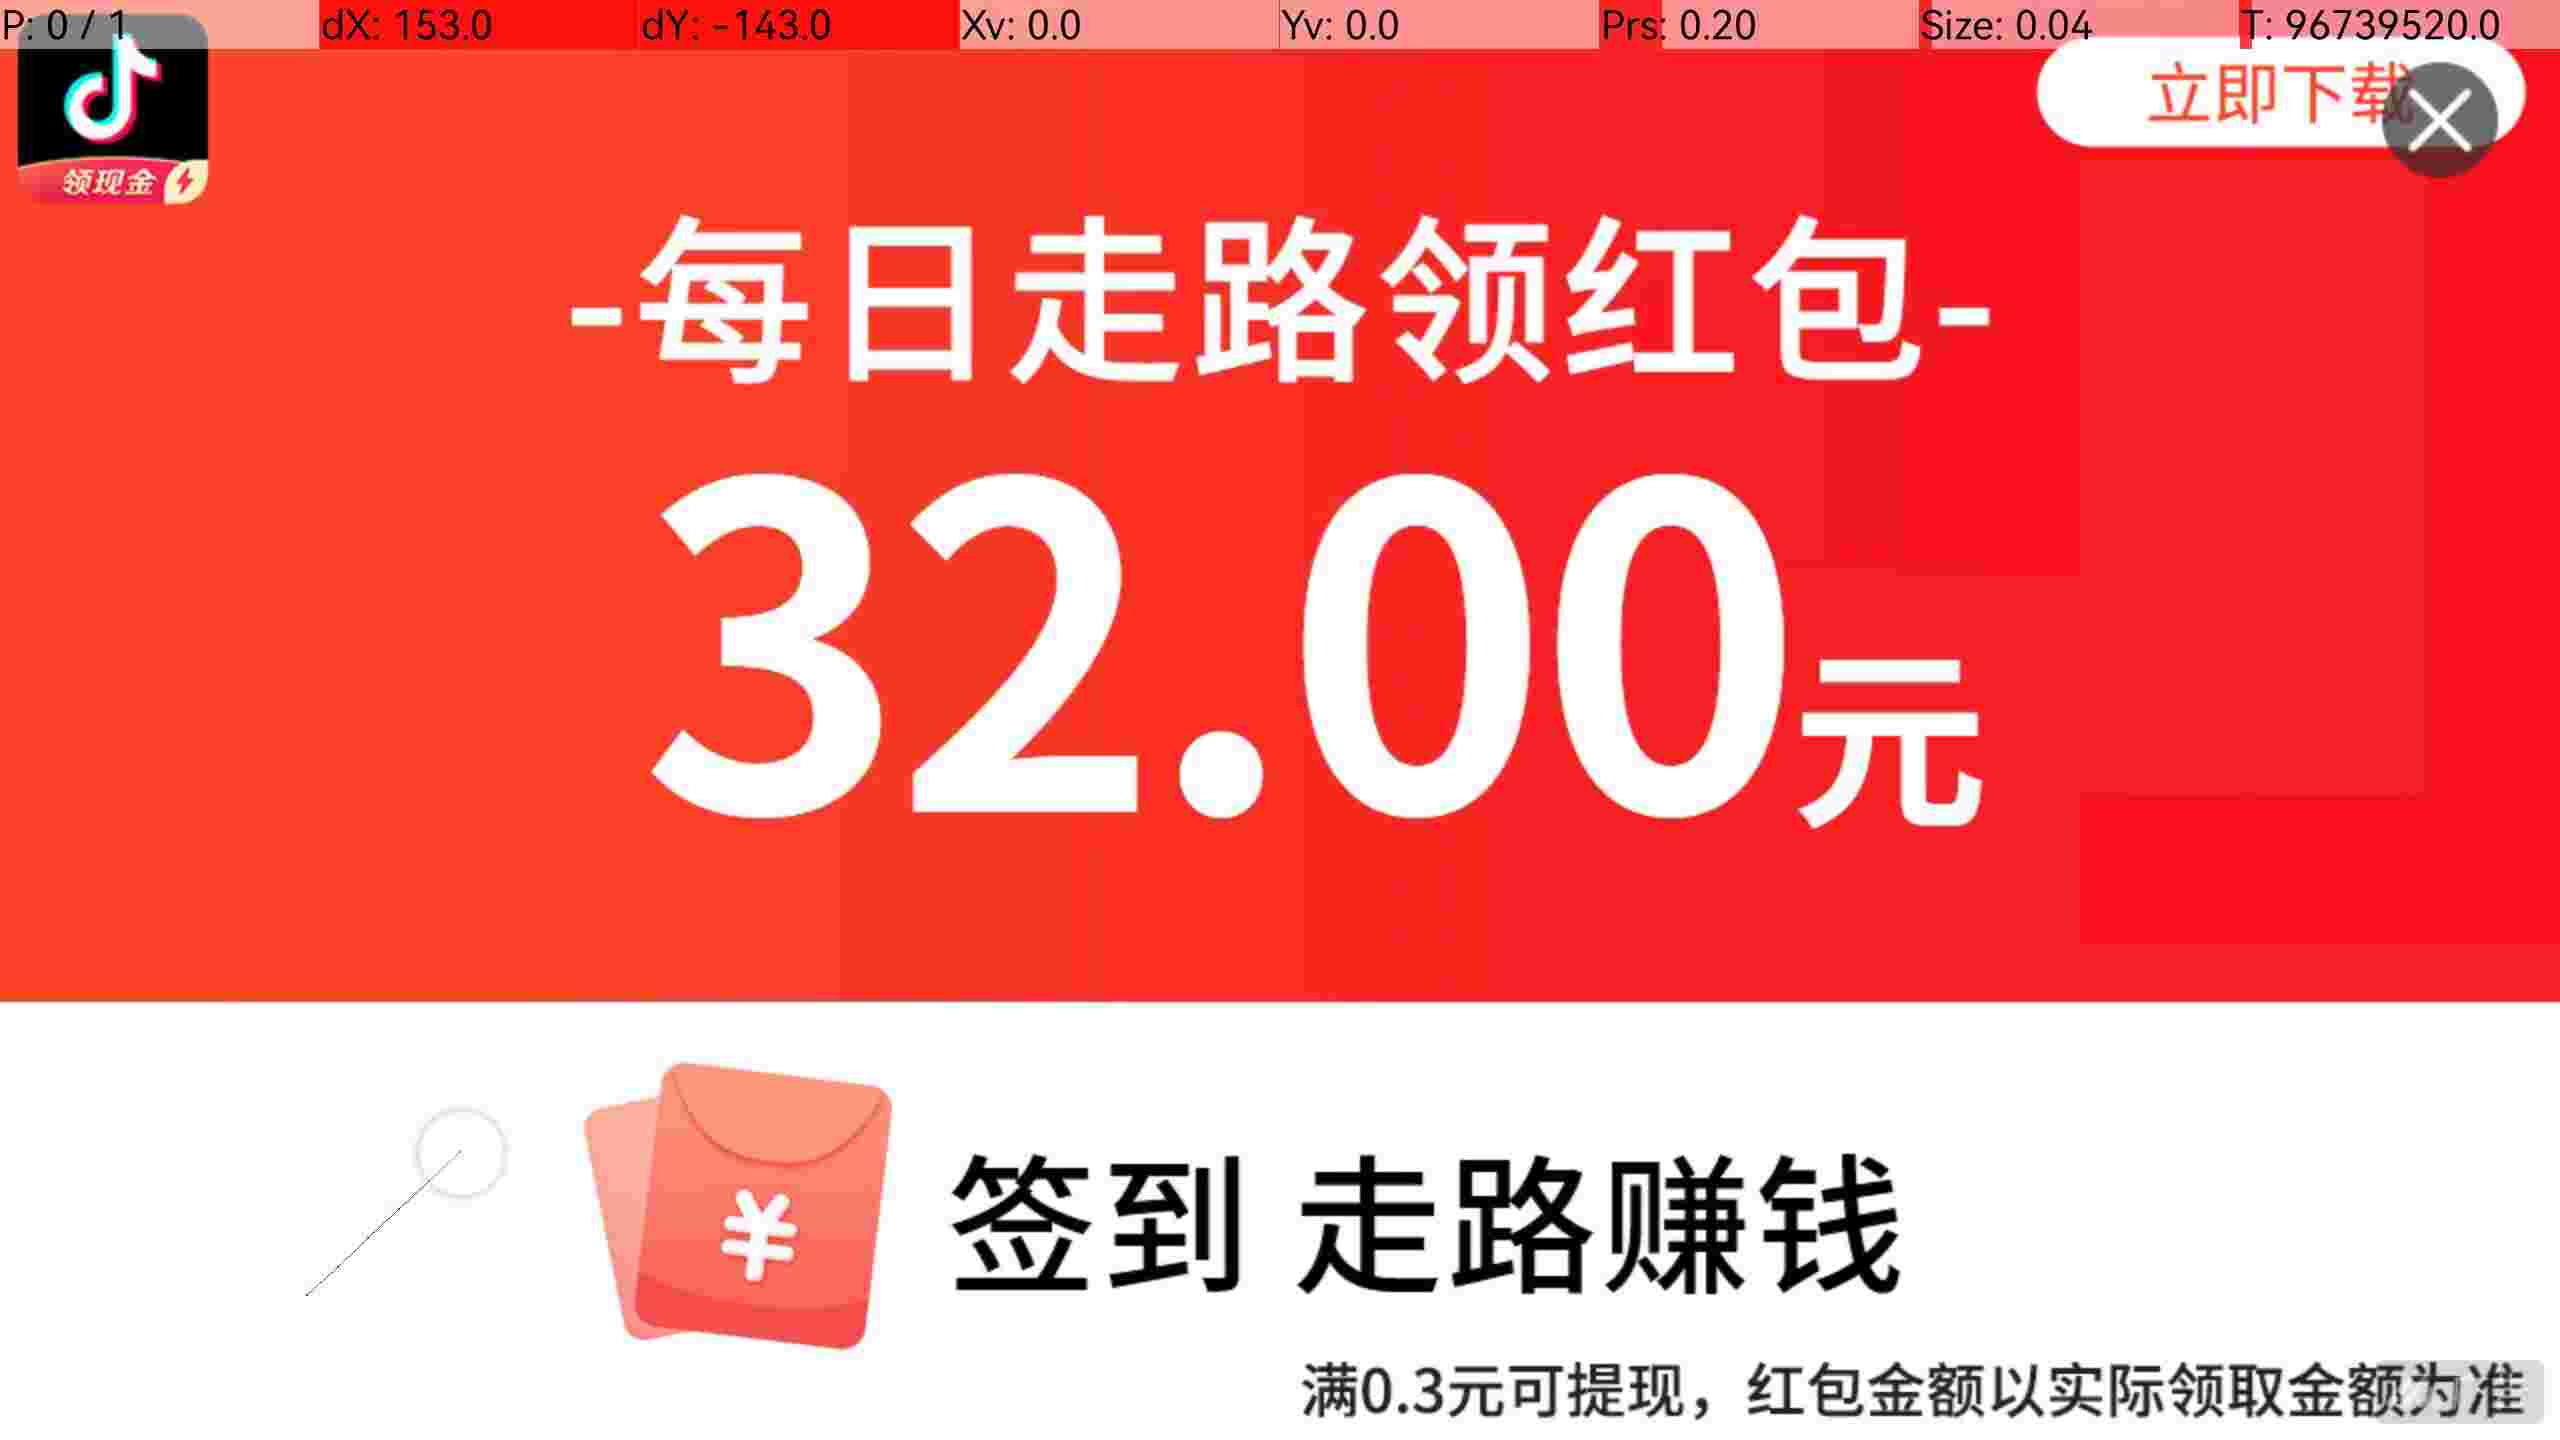 P: 0 / 1 dX: 153.0 dY: -143.0 Xv: 0.0 Yv: 0.0 Prs: 0.20 Size: 0.04 T: 96739520.0
领现金
立即下载
-每日走路领红包-
32.00元
¥
签到 走路赚钱
满0.3元可提现，红包金额以实际领取金额为准